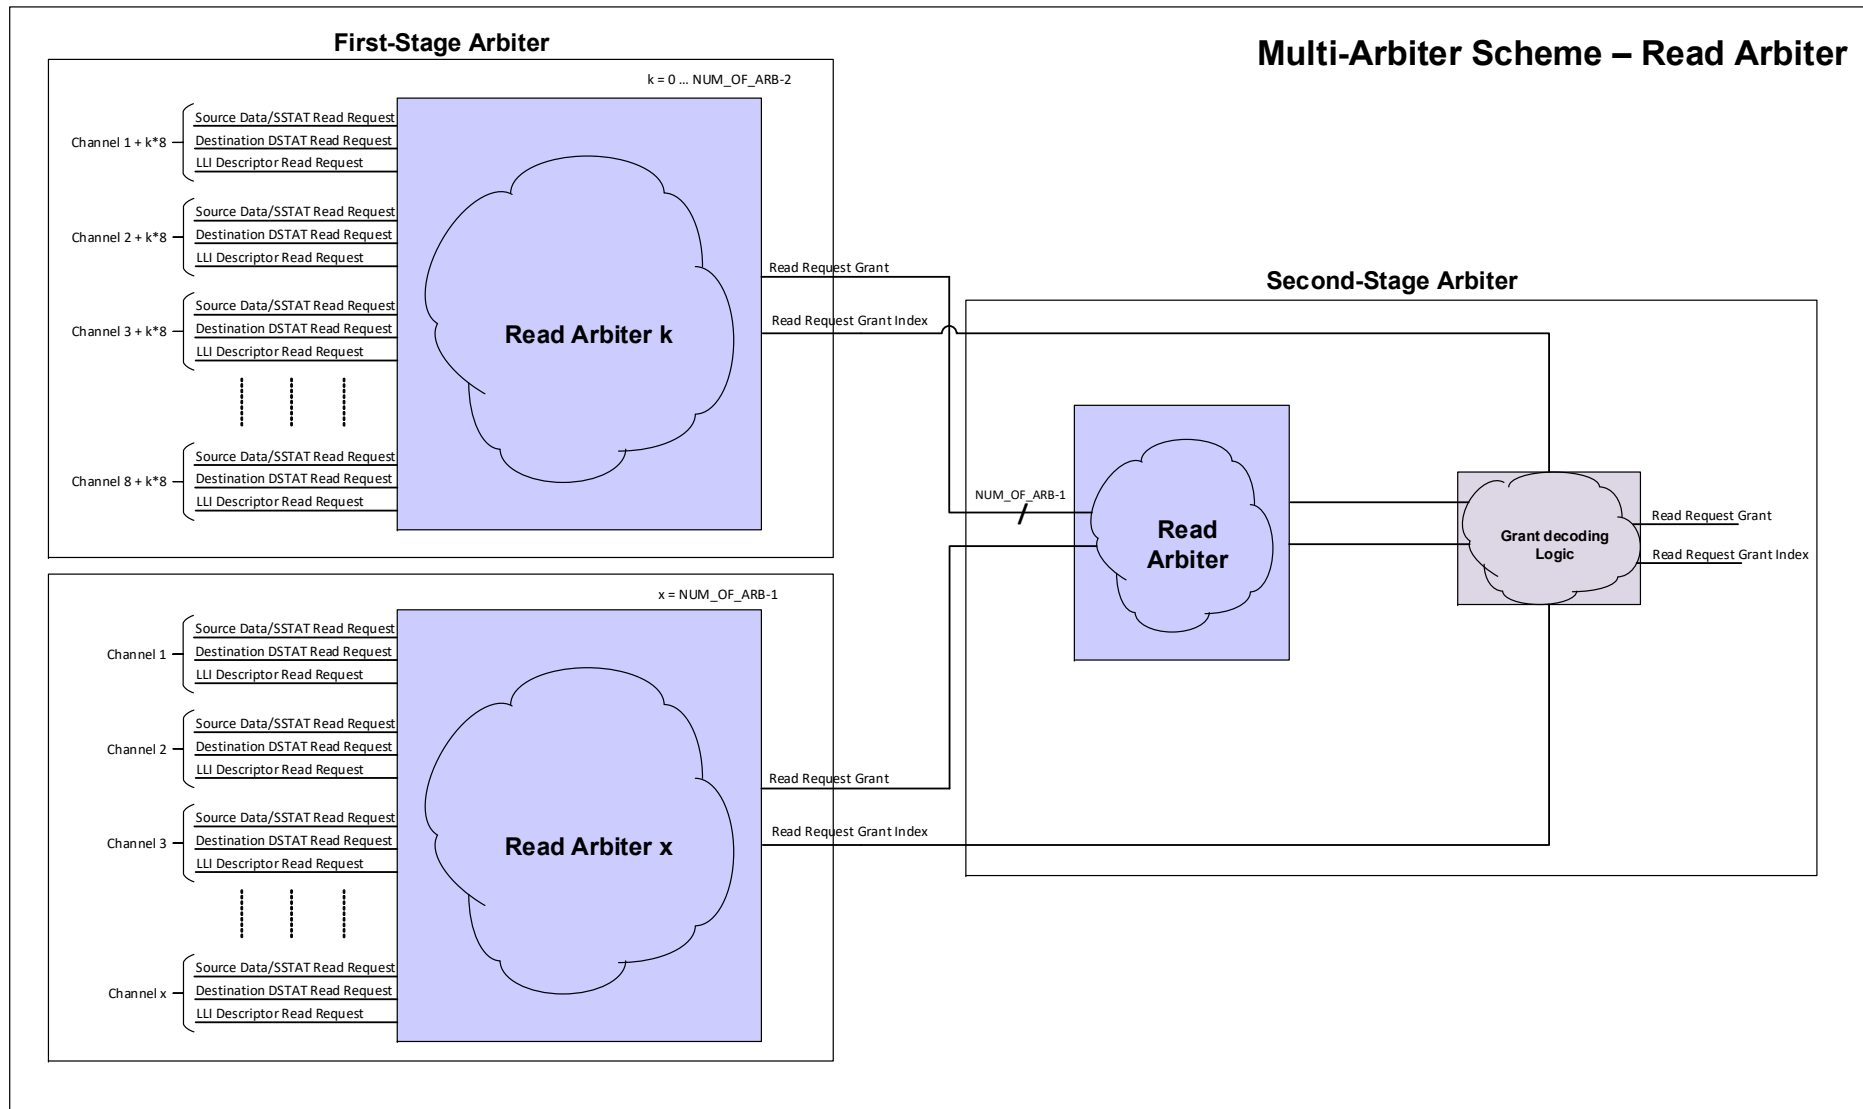 Multi-Arbiter Scheme – Read Arbiter
First-Stage Arbiter
k = 0 ... NUM_OF_ARB-2
Channel 1 + k*8
Source Data/SSTAT Read Request
Destination DSTAT Read Request
LLI Descriptor Read Request
Channel 2 + k*8
Source Data/SSTAT Read Request
Destination DSTAT Read Request
LLI Descriptor Read Request
Channel 3 + k*8
Source Data/SSTAT Read Request
Destination DSTAT Read Request
LLI Descriptor Read Request
Channel 8 + k*8
Source Data/SSTAT Read Request
Destination DSTAT Read Request
LLI Descriptor Read Request
Read Arbiter k
Read Request Grant
Read Request Grant Index
x = NUM_OF_ARB-1
Channel 1
Source Data/SSTAT Read Request
Destination DSTAT Read Request
LLI Descriptor Read Request
Channel 2
Source Data/SSTAT Read Request
Destination DSTAT Read Request
LLI Descriptor Read Request
Channel 3
Source Data/SSTAT Read Request
Destination DSTAT Read Request
LLI Descriptor Read Request
Channel x
Source Data/SSTAT Read Request
Destination DSTAT Read Request
LLI Descriptor Read Request
Read Arbiter x
Read Request Grant
Read Request Grant Index
Second-Stage Arbiter
NUM_OF_ARB-1
Read
Arbiter
Grant decoding
Logic
Read Request Grant
Read Request Grant Index